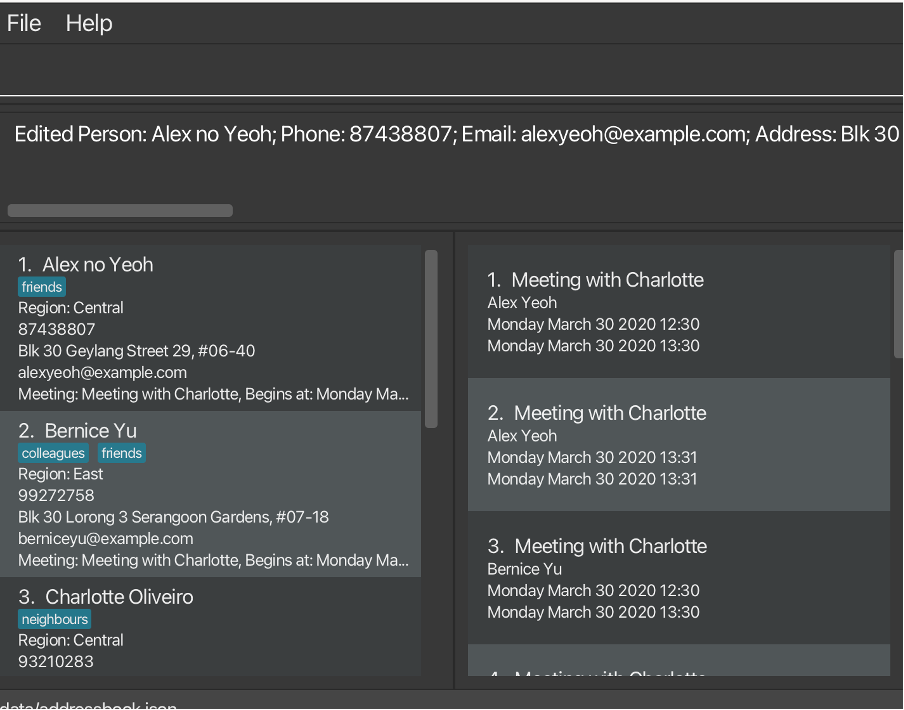 File Help
Edited Person: Alex no Yeoh; Phone: 87438807; Email: alexyeoh@example.com; Address: Blk 30
1. Alex no Yeoh
friends
Region: Central
87438807
Blk 30 Geylang Street 29, #06-40
alexyeoh@example.com
Meeting: Meeting with Charlotte, Begins at: Monday Ma...
2. Bernice Yu
colleagues friends
Region: East
99272758
Blk 30 Lorong 3 Serangoon Gardens, #07-18
berniceyu@example.com
Meeting: Meeting with Charlotte, Begins at: Monday Ma...
3. Charlotte Oliveiro
neighbours
Region: Central
93210283
1. Meeting with Charlotte
Alex Yeoh
Monday March 30 2020 12:30
Monday March 30 2020 13:30
2. Meeting with Charlotte
Alex Yeoh
Monday March 30 2020 13:31
Monday March 30 2020 13:31
3. Meeting with Charlotte
Bernice Yu
Monday March 30 2020 12:30
Monday March 30 2020 13:30
4. Meeting with Charlotte
data/addressbook.json